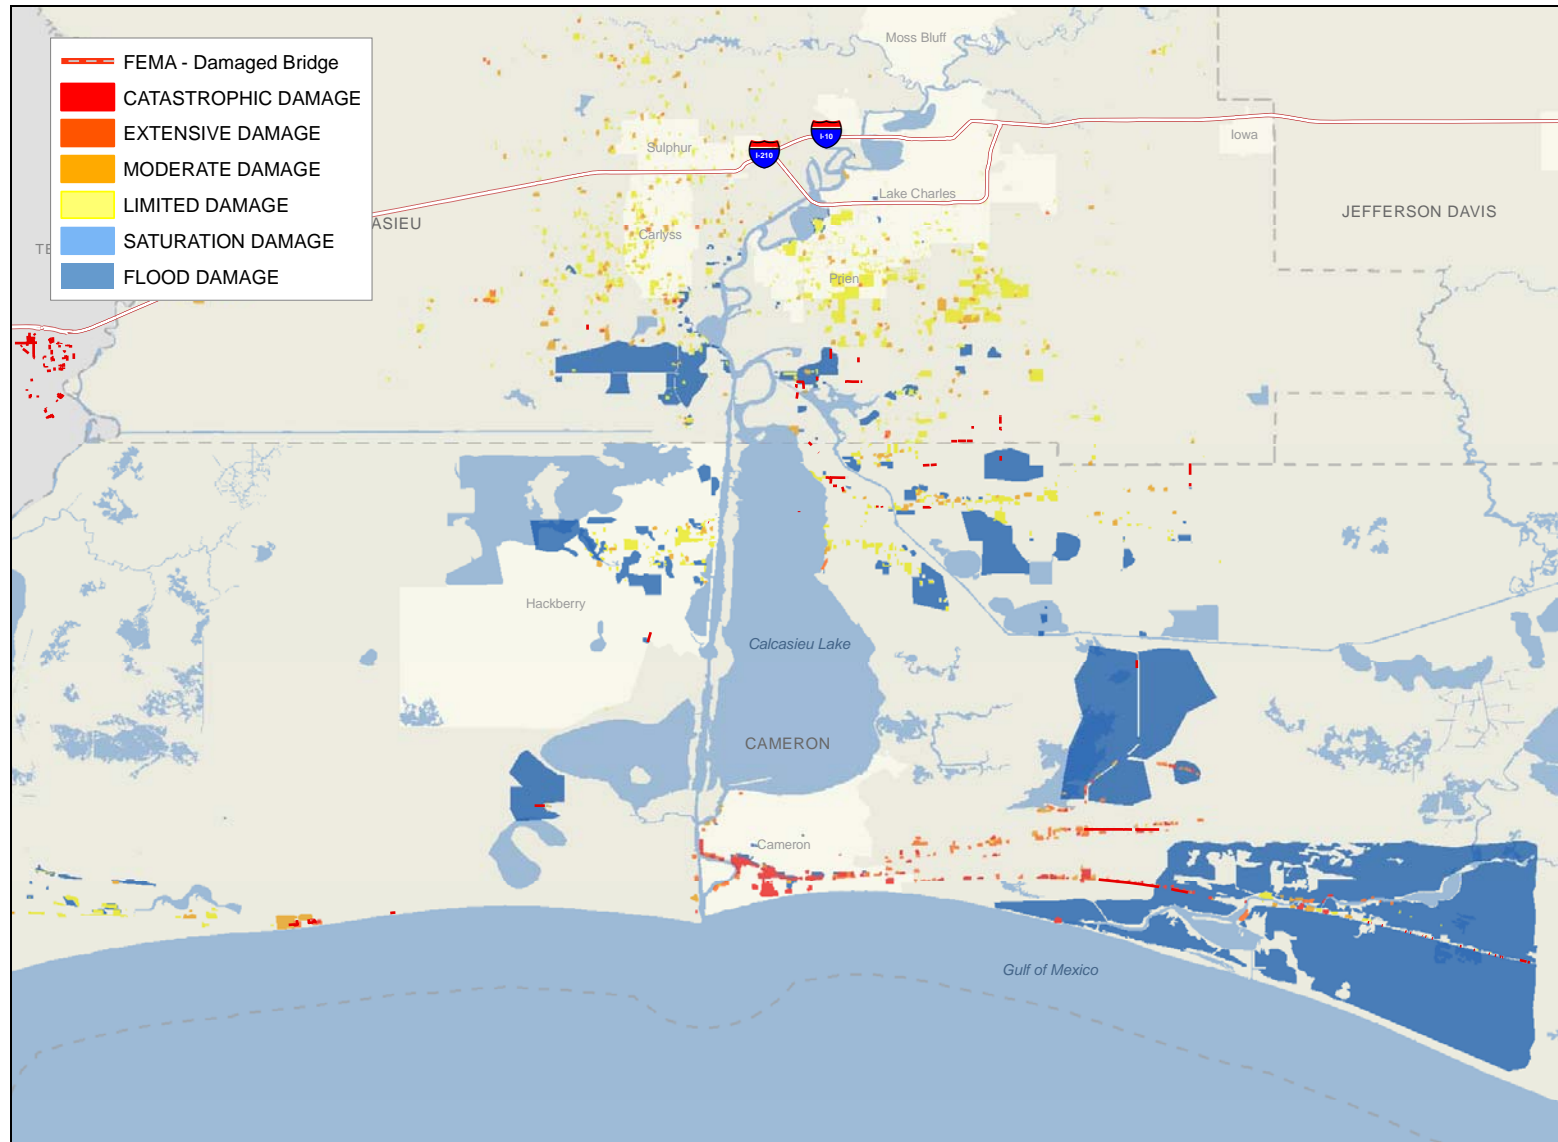 Moss Bluff
FEMA - Damaged Bridge
CATASTROPHIC DAMAGE
EXTENSIVE DAMAGE
MODERATE DAMAGE
LIMITED DAMAGE
SATURATION DAMAGE
FLOOD DAMAGE
I-10
I-210
Iowa
Sulphur
Lake Charles
JEFFERSON DAVIS
ASIEU
TE
Carlyss
Prien
Hackberry
Calcasieu Lake
CAMERON
Cameron
Gulf of Mexico